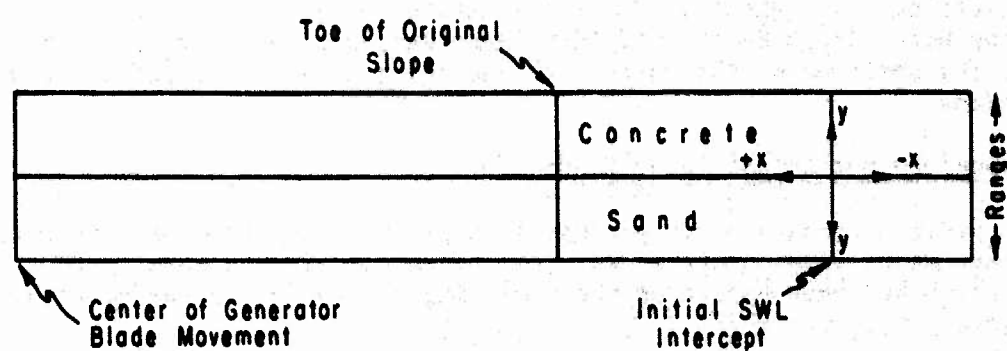 Toe of Original
Slope
y
Concrete
+x
-x
Ranges
Sand
y
Center of Generator
Blade Movement
Initial SWL
Intercept